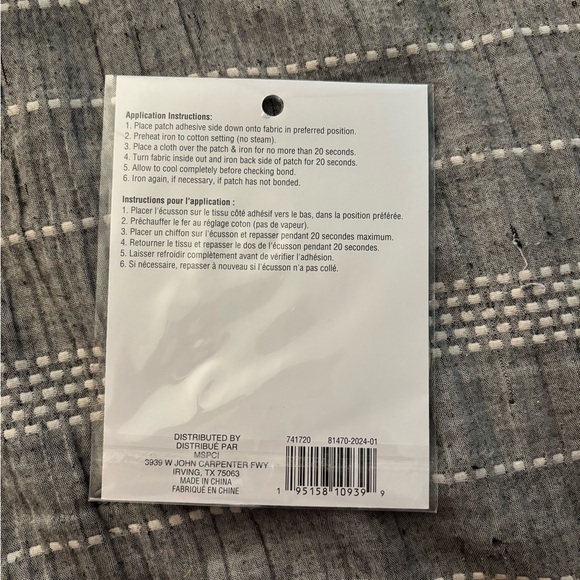 Application Instructions:
1. Place patch adhesive side down onto fabric in preferred position.
2. Preheat iron to cotton setting (no steam).
3. Place a cloth over the patch & iron for no more than 20 seconds.
4. Turn fabric inside out and iron back side of patch for 20 seconds.
5. Allow to cool completely before checking bond.
6. Iron again, if necessary, if patch has not bonded.
Instructions pour l'application :
1. Placer l'écusson sur le tissu côté adhésif vers le bas, dans la position préférée.
2. Préchauffer le fer au réglage coton (pas de vapeur).
3. Placer un chiffon sur l'écusson et repasser pendant 20 secondes maximum.
4. Retourner le tissu et repasser le dos de l'écusson pendant 20 secondes.
5. Laisser refroidir complètement avant de vérifier l'adhésion.
6. Si nécessaire, repasser à nouveau si l'écusson n'a pas collé.
DISTRIBUTED BY
DISTRIBUÉ PAR
MSPCI
3939 W JOHN CARPENTER FWY
IRVING, TX 75063
MADE IN CHINA
FABRIQUÉ EN CHINE
741720 81470-2024-01
1 95158 10939 9